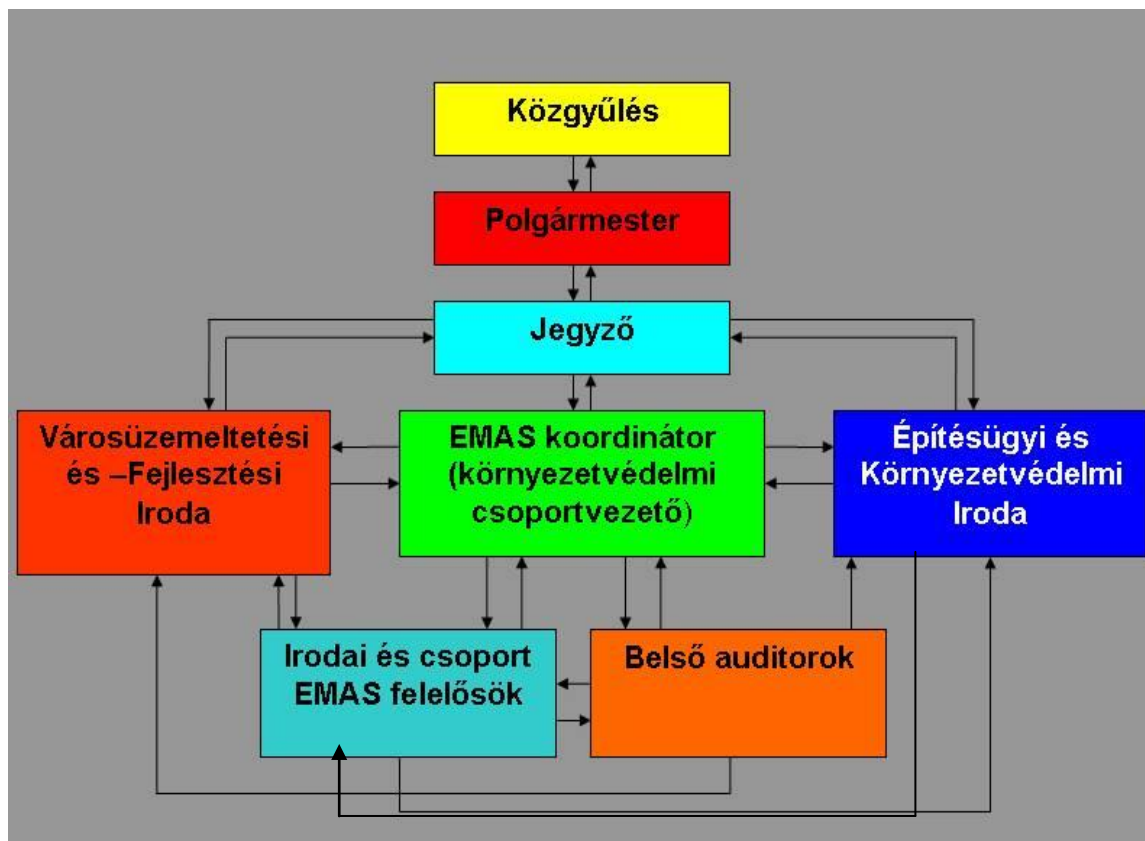 Közgyűlés
Polgármester
Jegyző
Városüzemeltetési
és –Fejlesztési
Iroda
EMAS koordinátor
(környezetvédelmi
csoportvezető)
Építésügyi és
Környezetvédelmi
Iroda
Irodai és csoport
EMAS felelősök
Belső auditorok